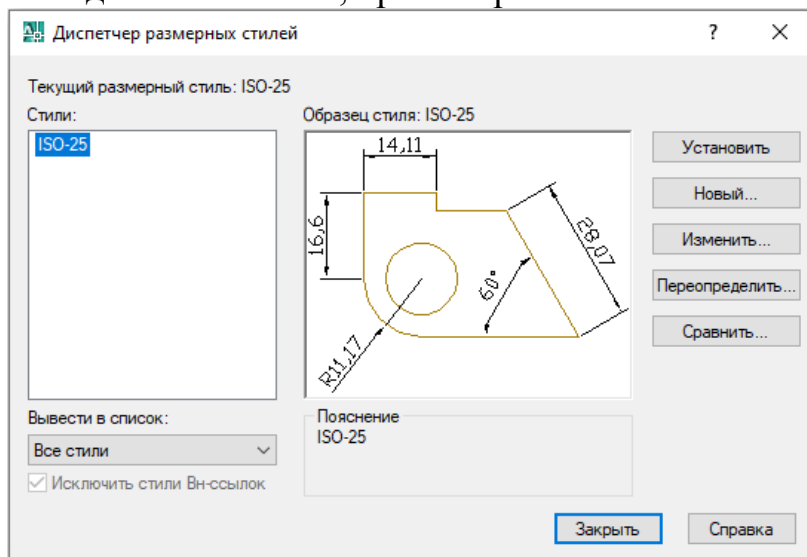 Диспетчер размерных стилей
?
Текущий размерный стиль: ISO-25
Стили:
ISO-25
Образец стиля: ISO-25
14,11
16,6
28,07
60°
R11,17
Установить
Новый...
Изменить...
Переопределить...
Сравнить...
Вывести в список:
Все стили
Исключить стили Вн-ссылок
Пояснение
ISO-25
Закрыть
Справка